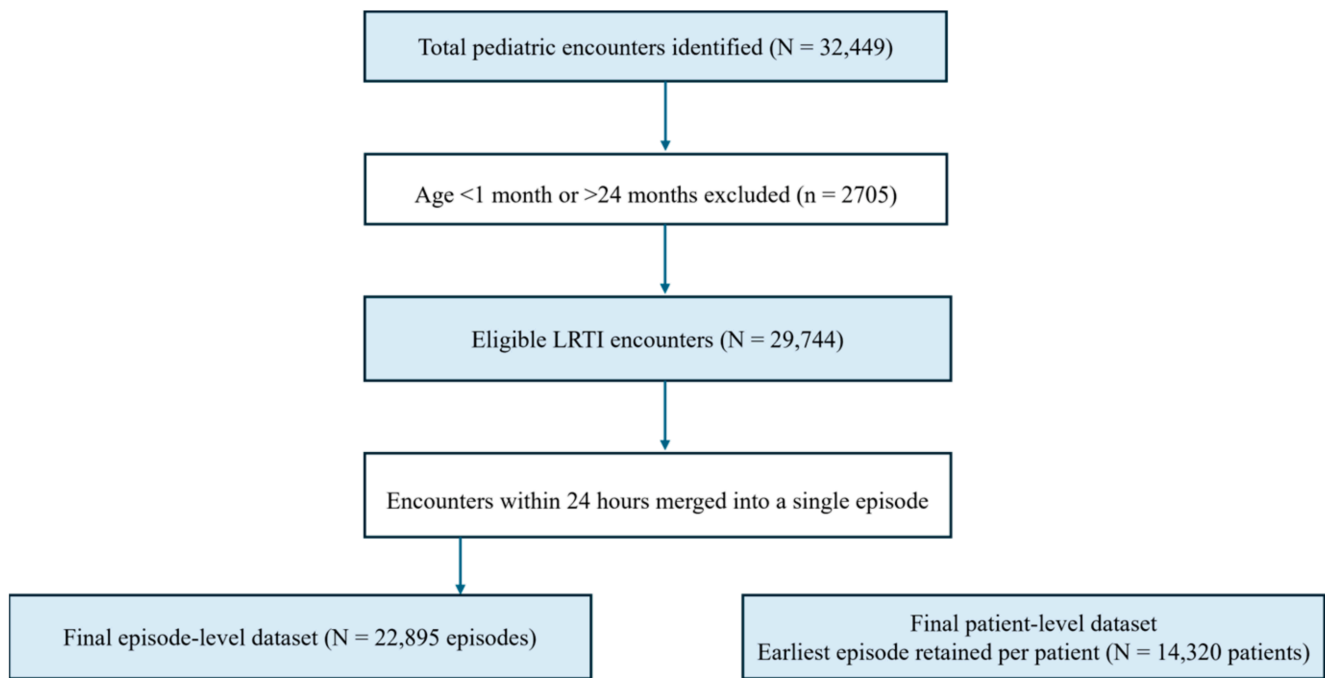 Total pediatric encounters identified (N = 32,449)
Age <1 month or >24 months excluded (n = 2705)
Eligible LRTI encounters (N = 29,744)
Encounters within 24 hours merged into a single episode
Final episode-level dataset (N = 22,895 episodes)
Final patient-level dataset
Earliest episode retained per patient (N = 14,320 patients)